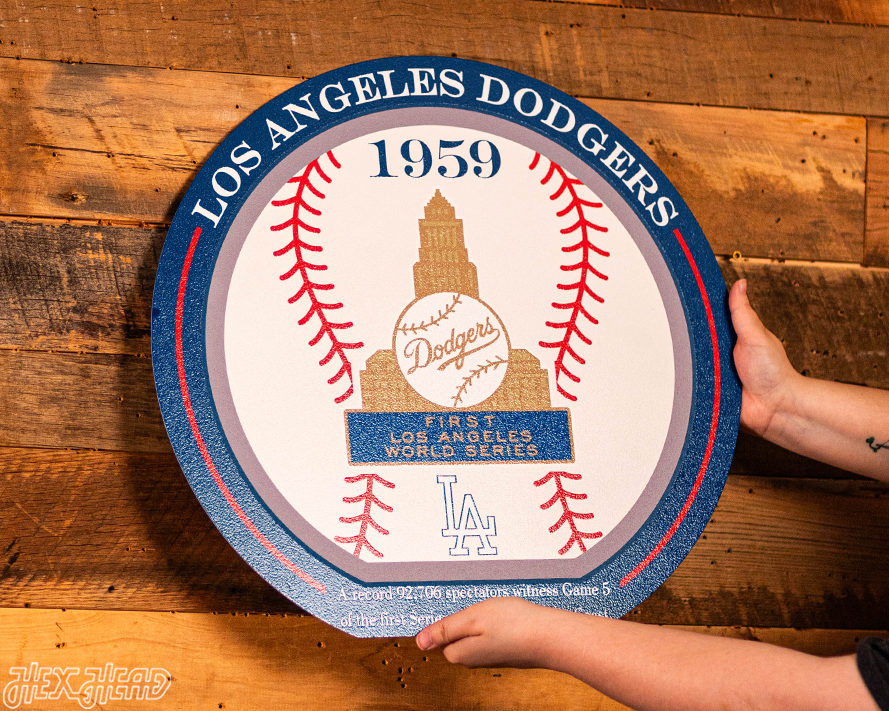 LOS ANGELES DODGERS
1959
Dodgers
FIRST
LOS ANGELES
WORLD SERIES
LA
A record 92,706 spectators witness Game 5
of the first Series
HEX HEAD